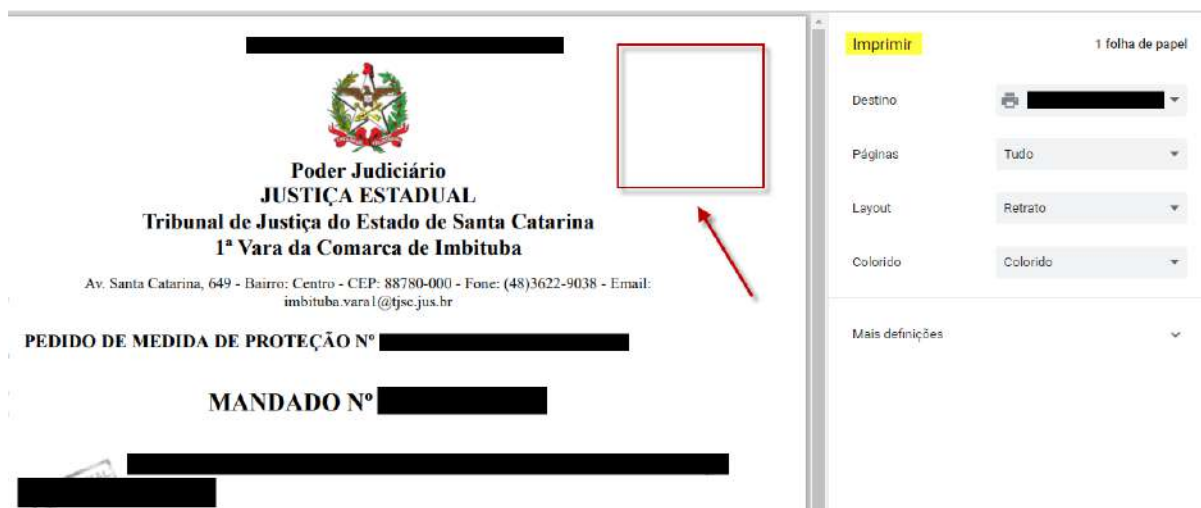 Poder Judiciário
JUSTIÇA ESTADUAL
Tribunal de Justiça do Estado de Santa Catarina
1ª Vara da Comarca de Imbituba
Av. Santa Catarina, 649 - Bairro: Centro - CEP: 88780-000 - Fone: (48)3622-9038 - Email:
imbituba.vara1@tjsc.jus.br
PEDIDO DE MEDIDA DE PROTEÇÃO Nº
MANDADO Nº
Imprimir
1 folha de papel
Destino
Páginas
Tudo
Layout
Retrato
Colorido
Colorido
Mais definições